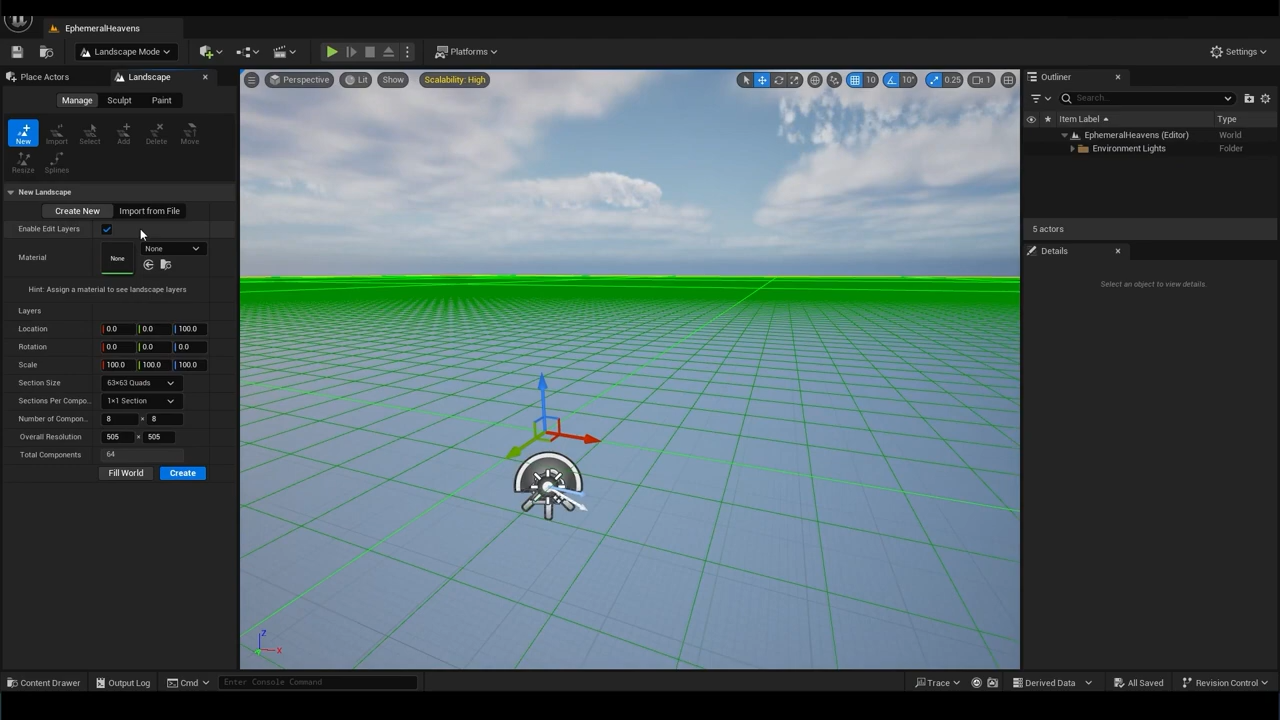 EphemeralHeavens
Landscape Mode
Platforms
Settings
Place Actors
Landscape
Perspective
Lit
Show
Scalability: High
10
10°
0.25
1
Outliner
Manage
Sculpt
Paint
Search...
Item Label
Type
New
Import
Select
Add
Delete
Move
EphemeralHeavens (Editor)
World
Environment Lights
Folder
Resize
Splines
New Landscape
Create New
Import from File
Enable Edit Layers
5 actors
Material
None
None
Details
Hint: Assign a material to see landscape layers
Select an object to view details.
Layers
Location
0.0
0.0
100.0
Rotation
0.0
0.0
0.0
Scale
100.0
100.0
100.0
Section Size
63×63 Quads
Sections Per Compo...
1×1 Section
Number of Compon...
8 × 8
Overall Resolution
505 × 505
Total Components
64
Fill World
Create
Z
X
Content Drawer
Output Log
Cmd
Enter Console Command
Trace
Derived Data
All Saved
Revision Control